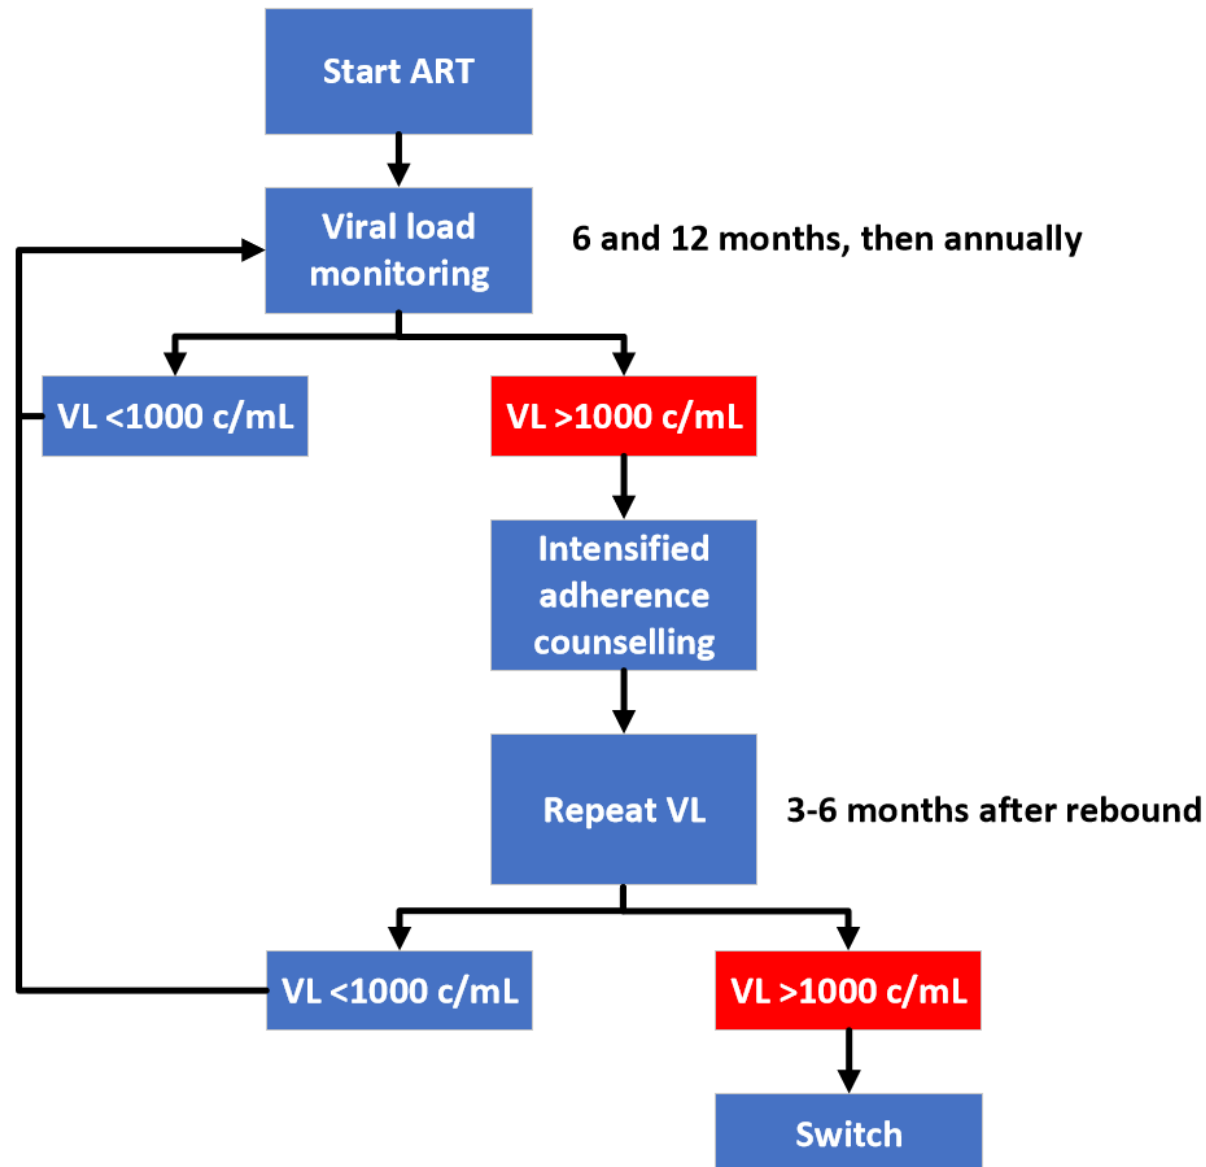 Start ART
Viral load
monitoring
6 and 12 months, then annually
VL <1000 c/mL
VL >1000 c/mL
Intensified
adherence
counselling
Repeat VL
3-6 months after rebound
VL <1000 c/mL
VL >1000 c/mL
Switch